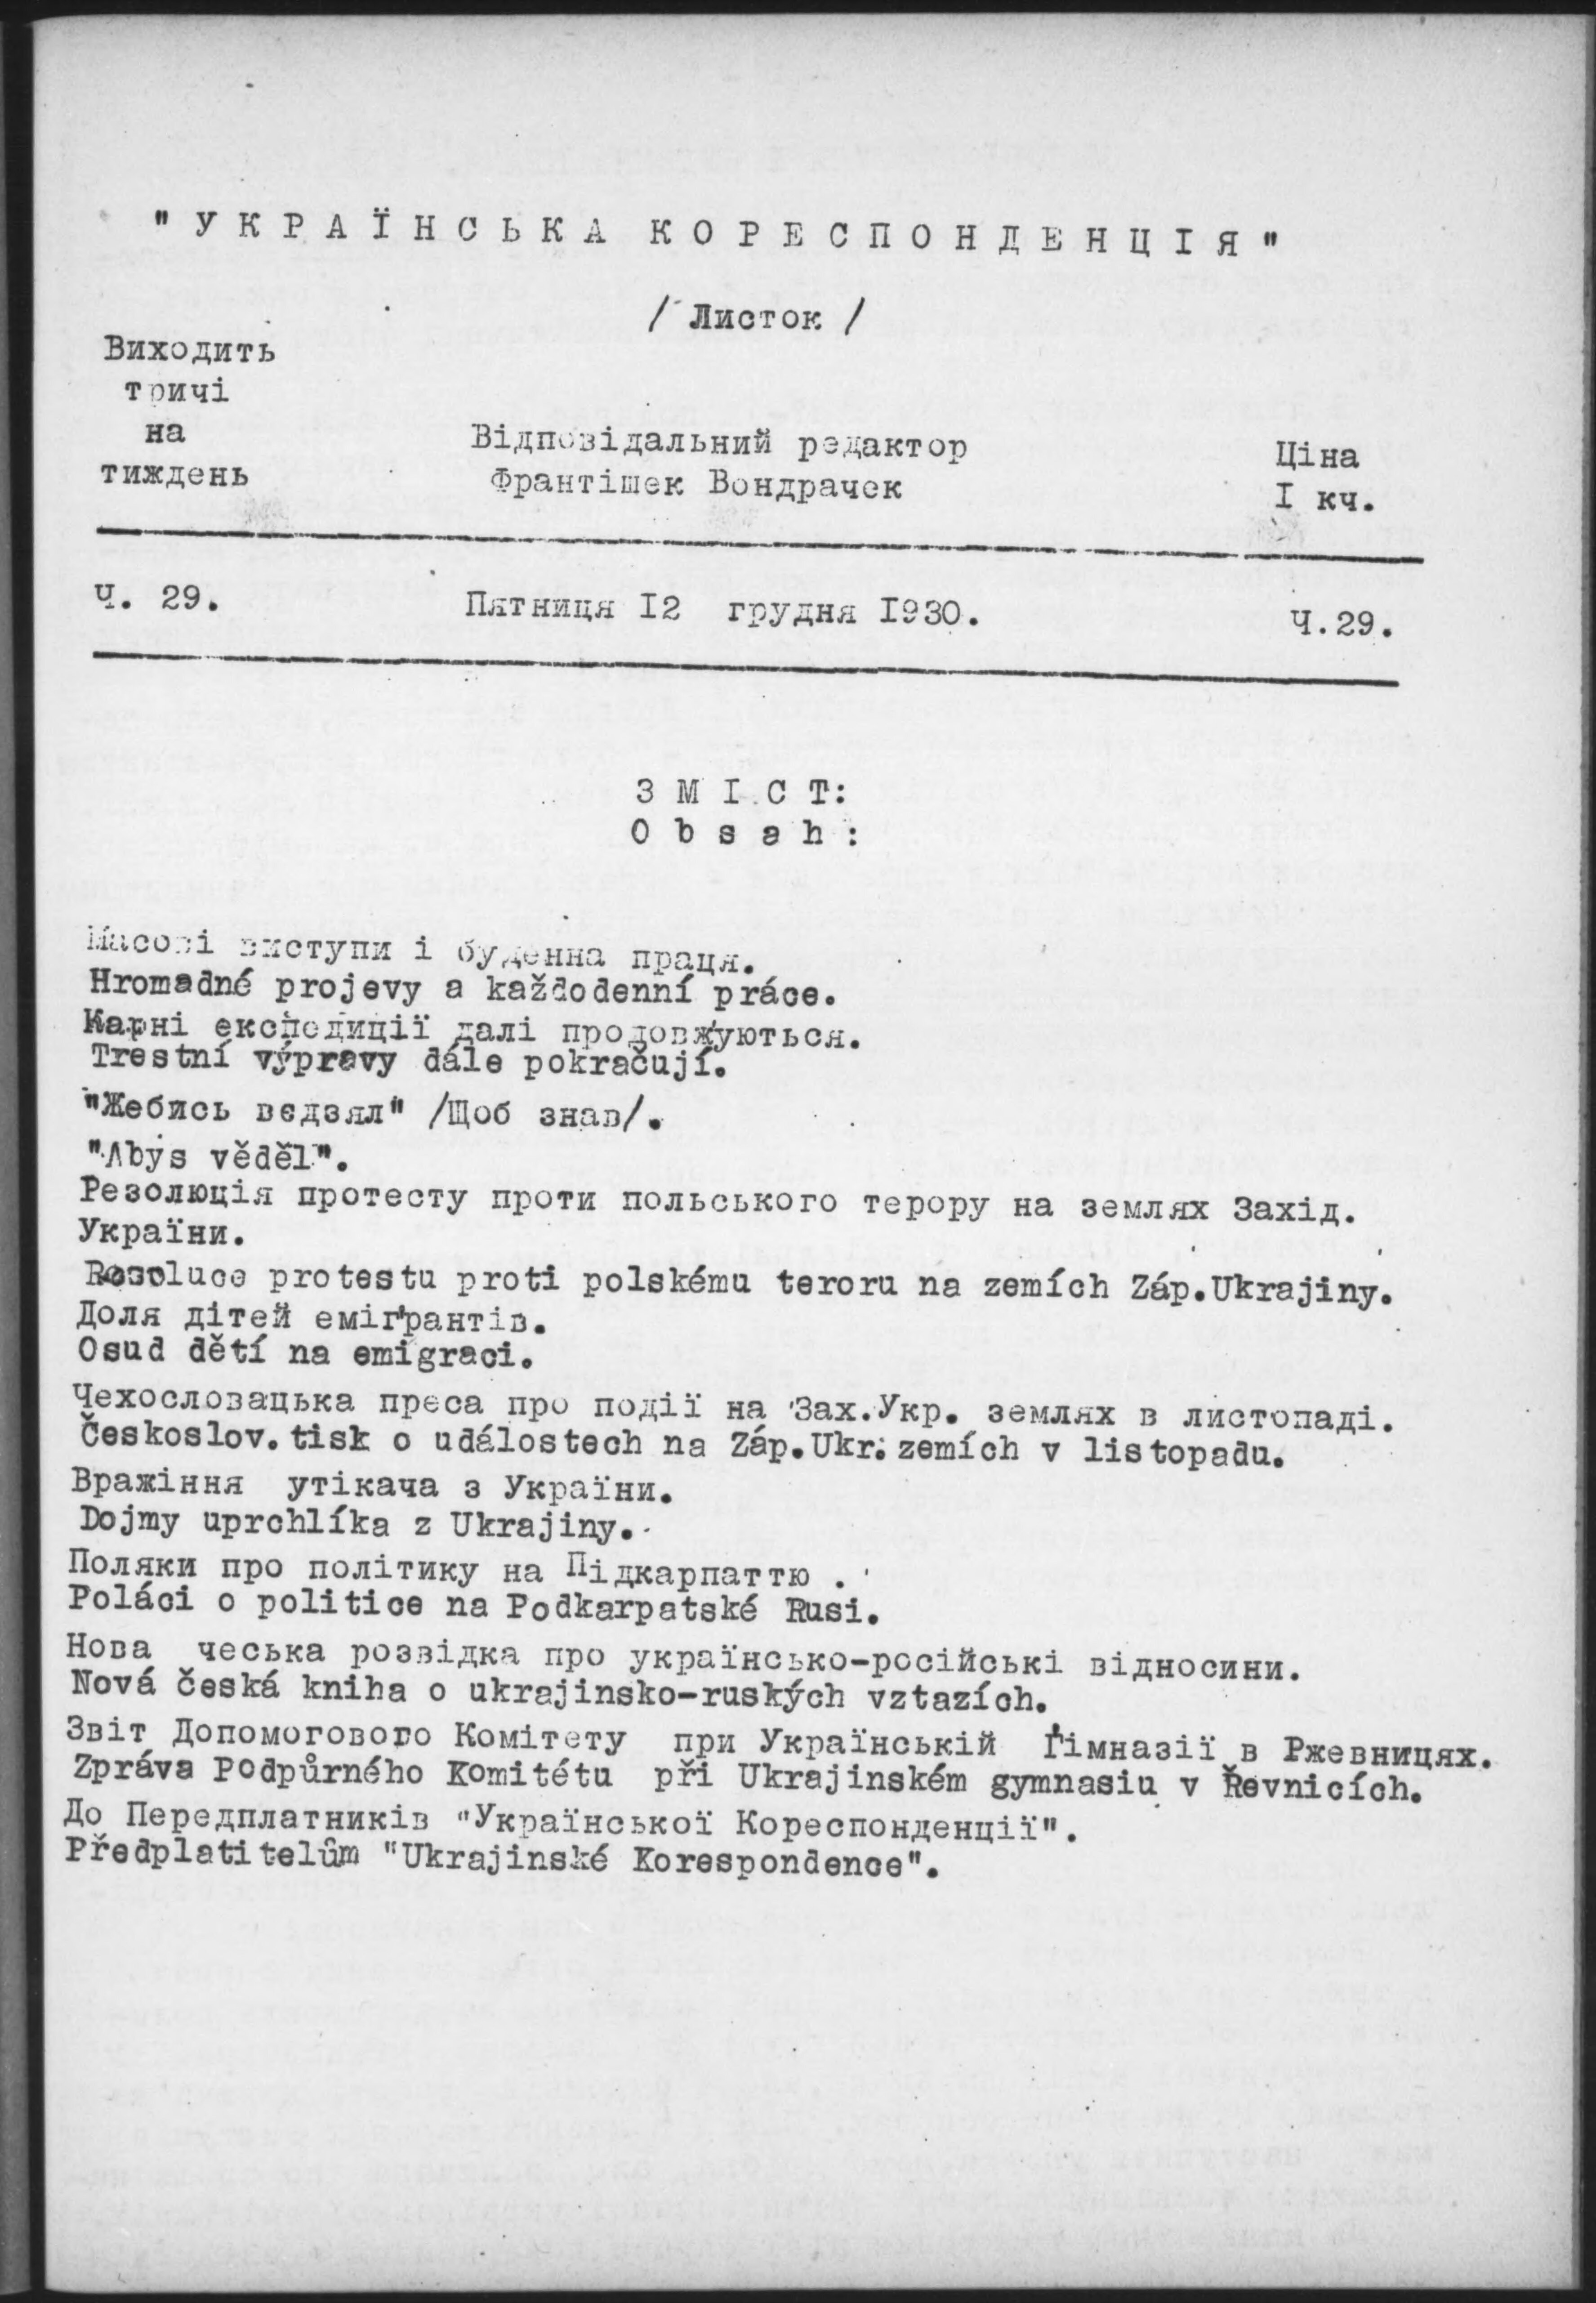 "УКРАЇНСЬКА КОРЕСПОНДЕНЦІЯ"
/ Листок /
Виходить
тричі
на
тиждень
Відповідальний редактор
Франтішек Вондрачек
Ціна
I кч.
Ч. 29.
Пятниця I2 грудня I930.
Ч.29.
ЗМІСТ:
Obsah:
Масові виступи і буденна праця.
Hromadné projevy a každodenní práce.
Карні експедиції далі продовжуються.
Trestní výpravy dále pokračují.
"Жебись вєдзял" /Щоб знав/.
"Abys věděl".
Резолюція протесту проти польського терору на землях Захід.
України.
Resoluce protestu proti polskému teroru na zemích Záp.Ukrajiny.
Доля дітей еміґрантів.
Osud dětí na emigraci.
Чехословацька преса про події на Зах.Укр. землях в листопаді.
Českoslov.tisk o událostech na Záp.Ukr.zemích v listopadu.
Вражіння утікача з України.
Dojmy uprchlíka z Ukrajiny.
Поляки про політику на Підкарпаттю .
Poláci o politice na Podkarpatské Rusi.
Нова чеська розвідка про українсько-російські відносини.
Nová česká kniha o ukrajinsko-ruských vztazích.
Звіт Допомогового Комітету при Українській Ґімназії в Ржевницях.
Zpráva Podpůrného Komitétu při Ukrajinském gymnasiu v Řevnicích.
До Передплатників "Української Кореспонденції".
Předplatitelům "Ukrajinské Korespondence".